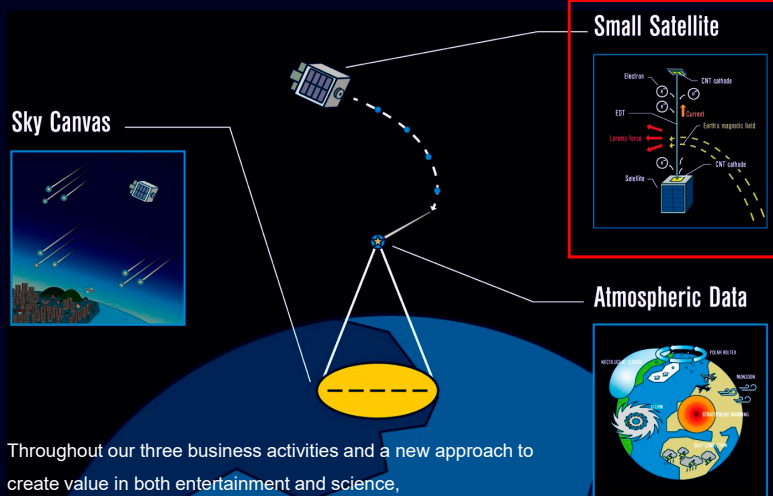 Small Satellite
Electron
CNT cathode
EDT
Current
Earth's magnetic field
Lorentz force
CNT cathode
Satellite
Sky Canvas
Atmospheric Data
POLAR
MONSOON
Throughout our three business activities and a new approach to
create value in both entertainment and science,